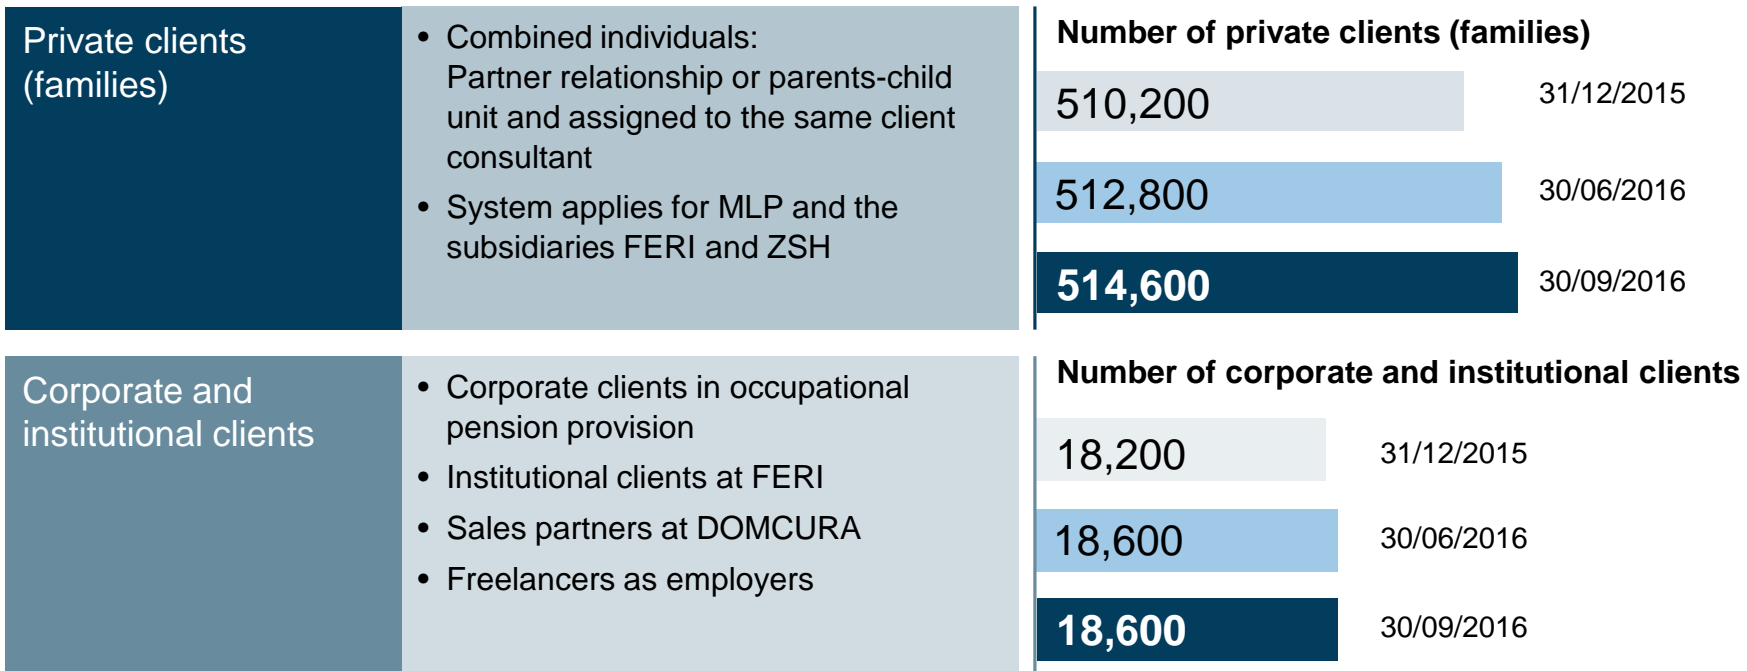 Private clients
(families)
• Combined individuals:
Partner relationship or parents-child
unit and assigned to the same client
consultant
• System applies for MLP and the
subsidiaries FERI and ZSH
Number of private clients (families)
510,200 31/12/2015
512,800 30/06/2016
514,600 30/09/2016
Corporate and
institutional clients
• Corporate clients in occupational
pension provision
• Institutional clients at FERI
• Sales partners at DOMCURA
• Freelancers as employers
Number of corporate and institutional clients
18,200 31/12/2015
18,600 30/06/2016
18,600 30/09/2016